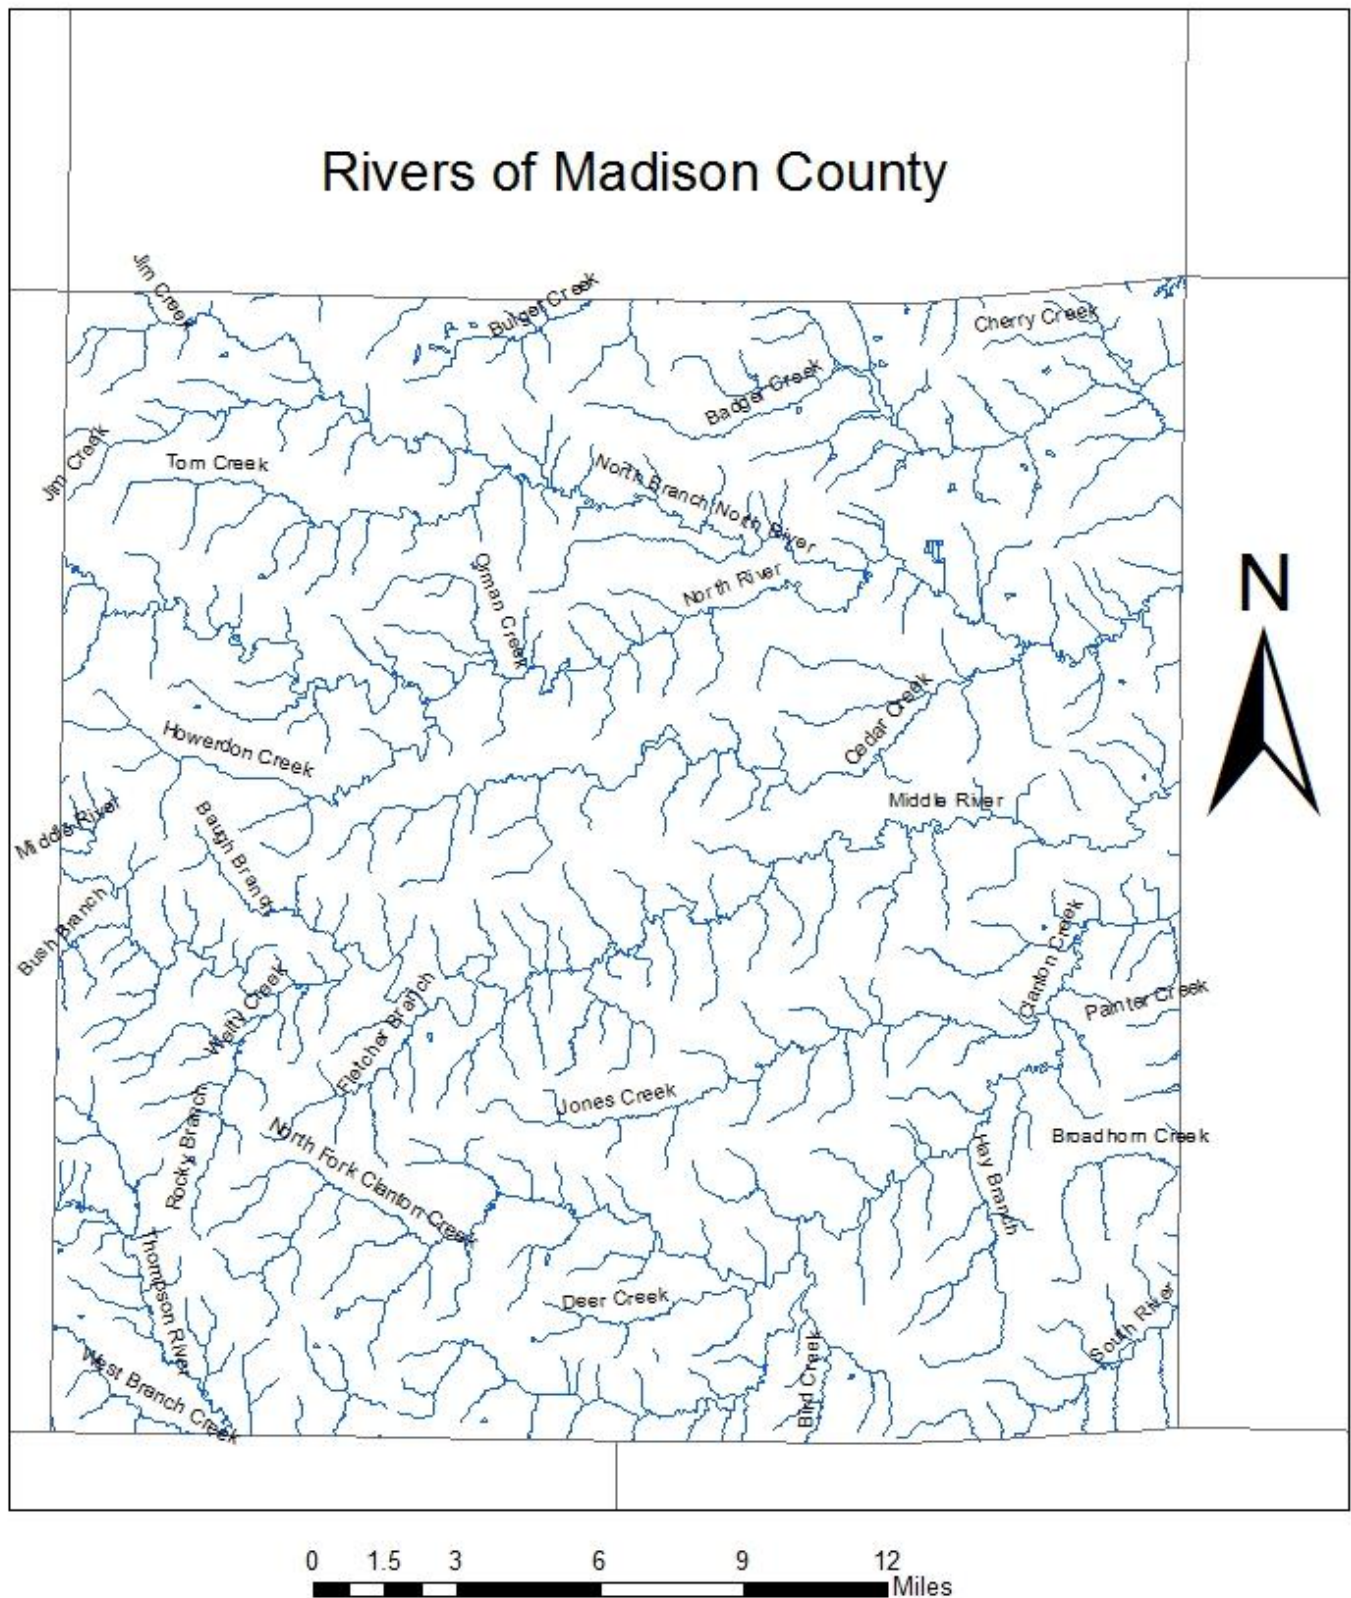 Rivers of Madison County
Jim Creek
Bulger Creek
Cherry Creek
Badger Creek
Jim Creek
Tom Creek
North Branch North River
N
Orman Creek
North River
Cedar Creek
Howerdon Creek
Middle River
Middle River
Baugh Branch
Bush Branch
Clanton Creek
Welty Creek
Fletcher Branch
Painter Creek
Jones Creek
Rocky Branch
North Fork Clanton Creek
Broadhorn Creek
Hay Branch
Thompson River
Deer Creek
South River
West Branch Creek
Bird Creek
0 1.5 3 6 9 12
Miles